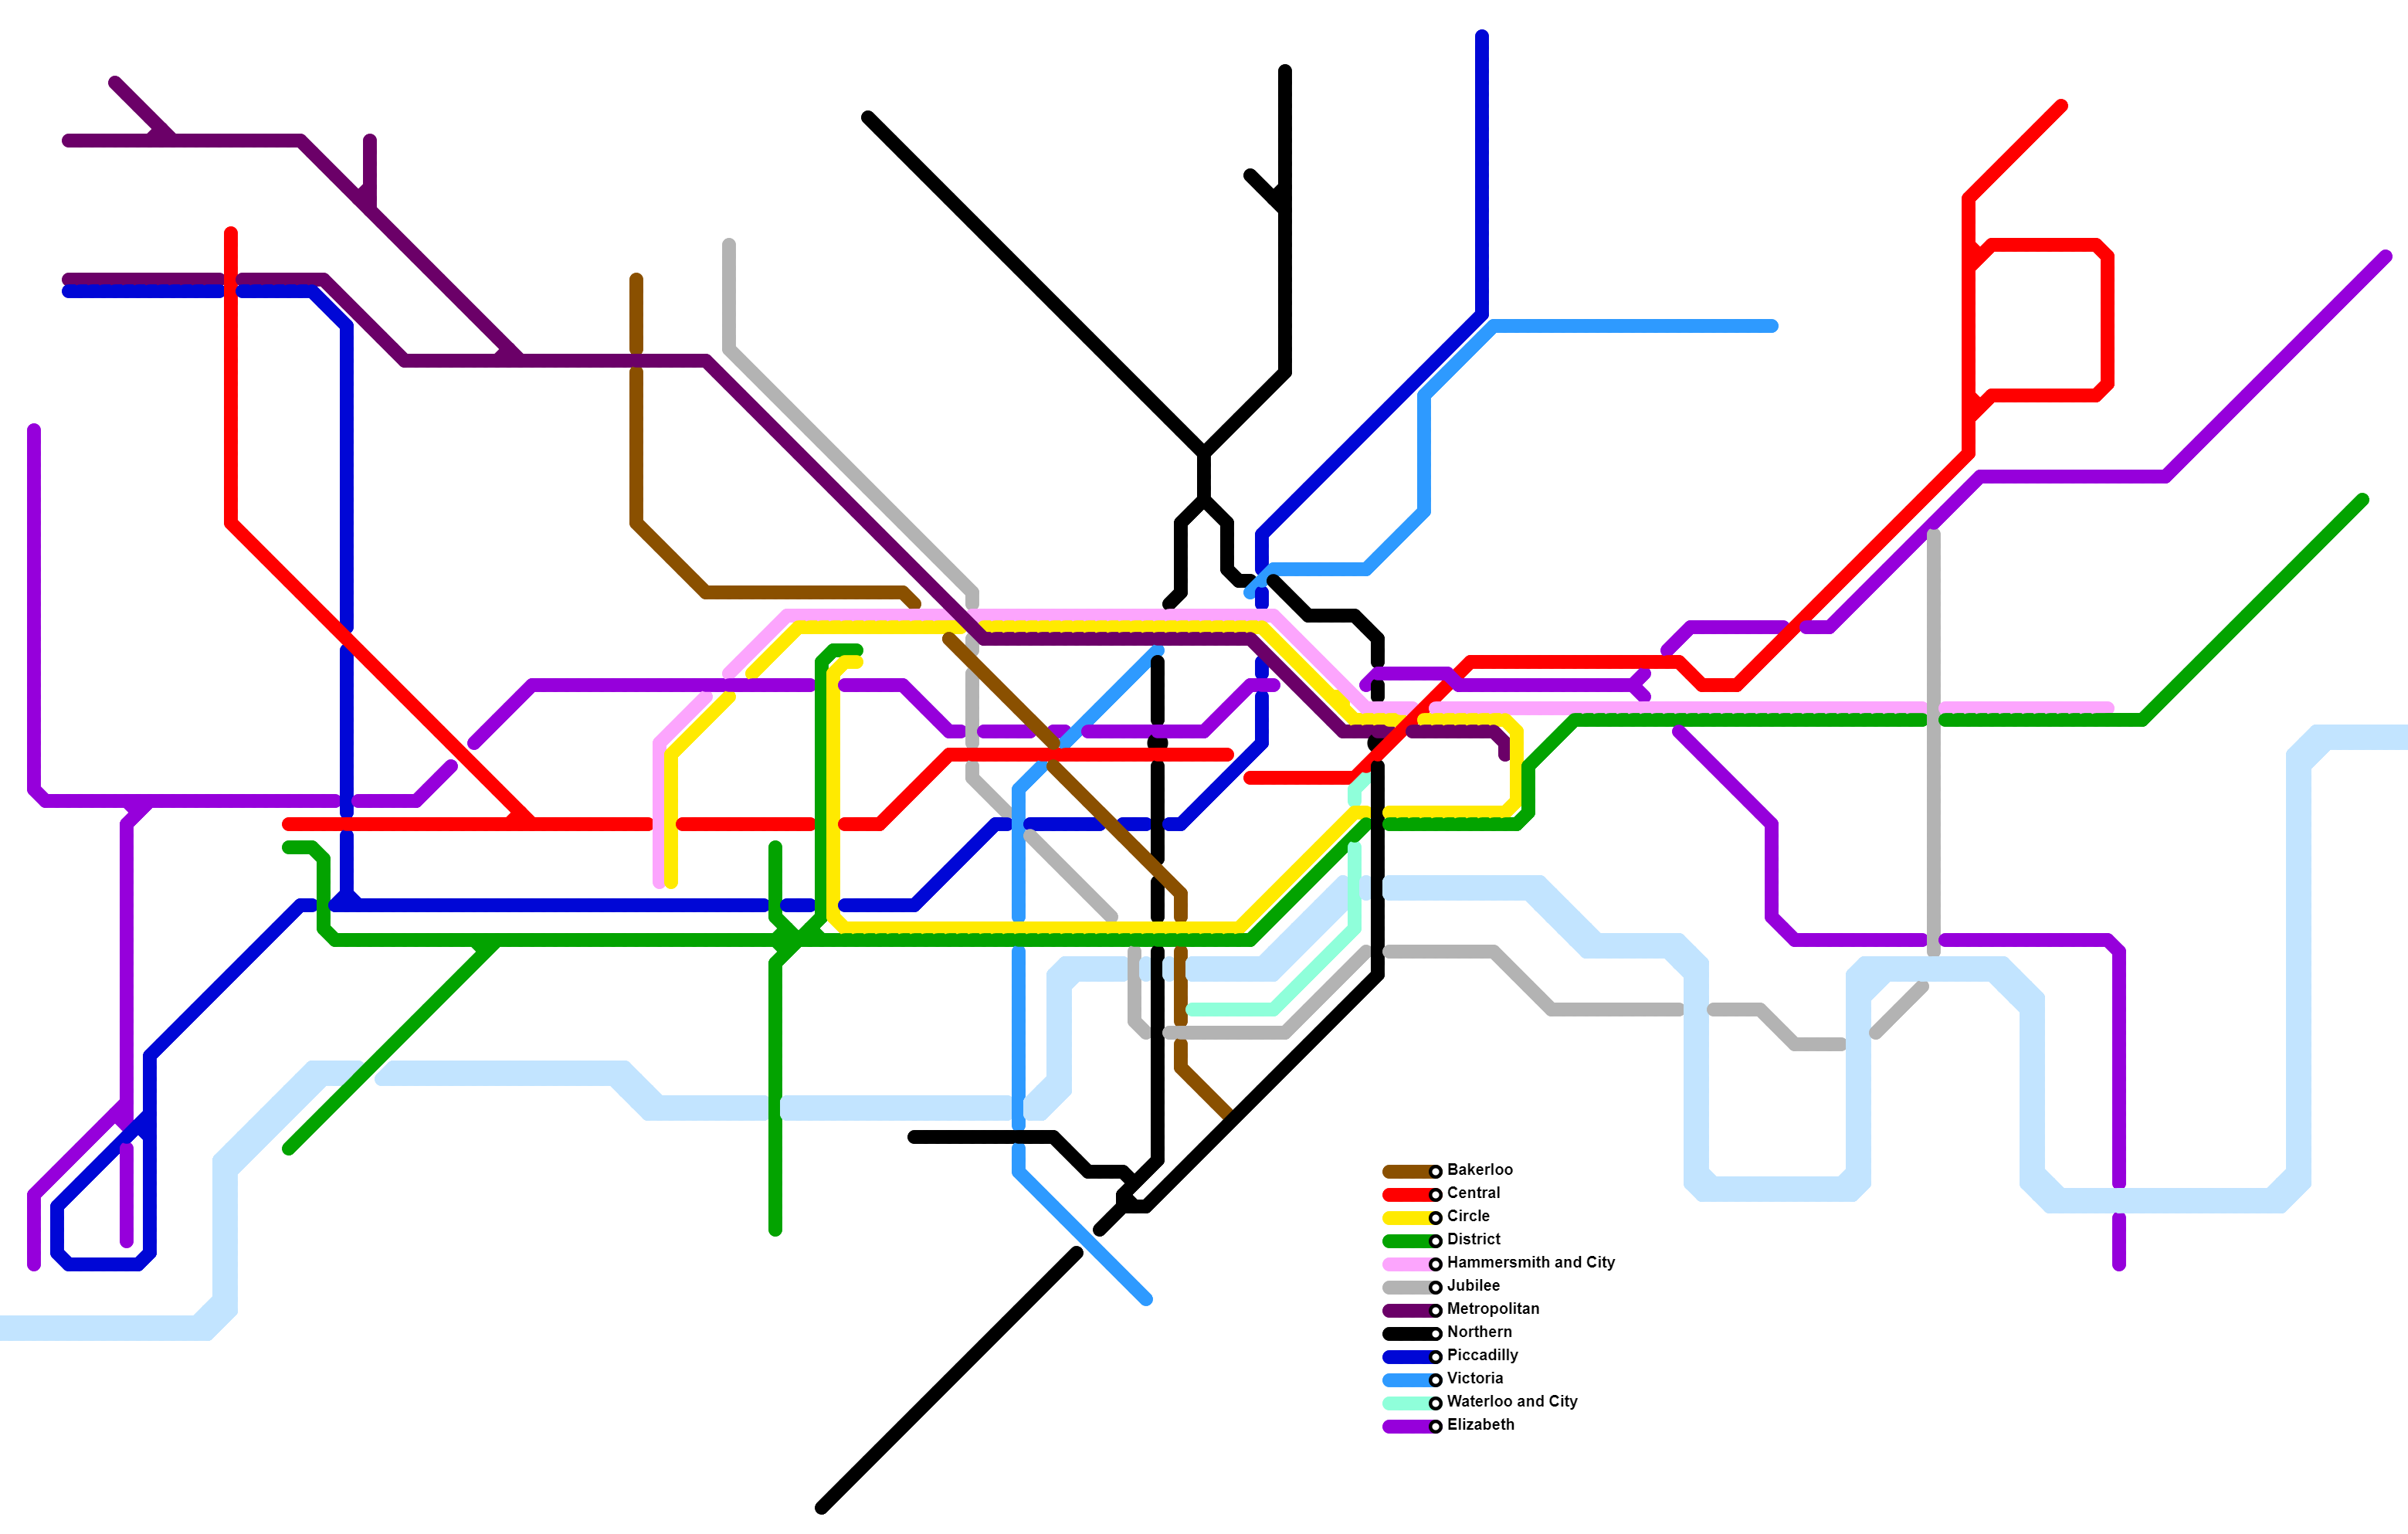 Bakerloo
Central
Circle
District
Hammersmith and City
Jubilee
Metropolitan
Northern
Piccadilly
Victoria
Waterloo and City
Elizabeth